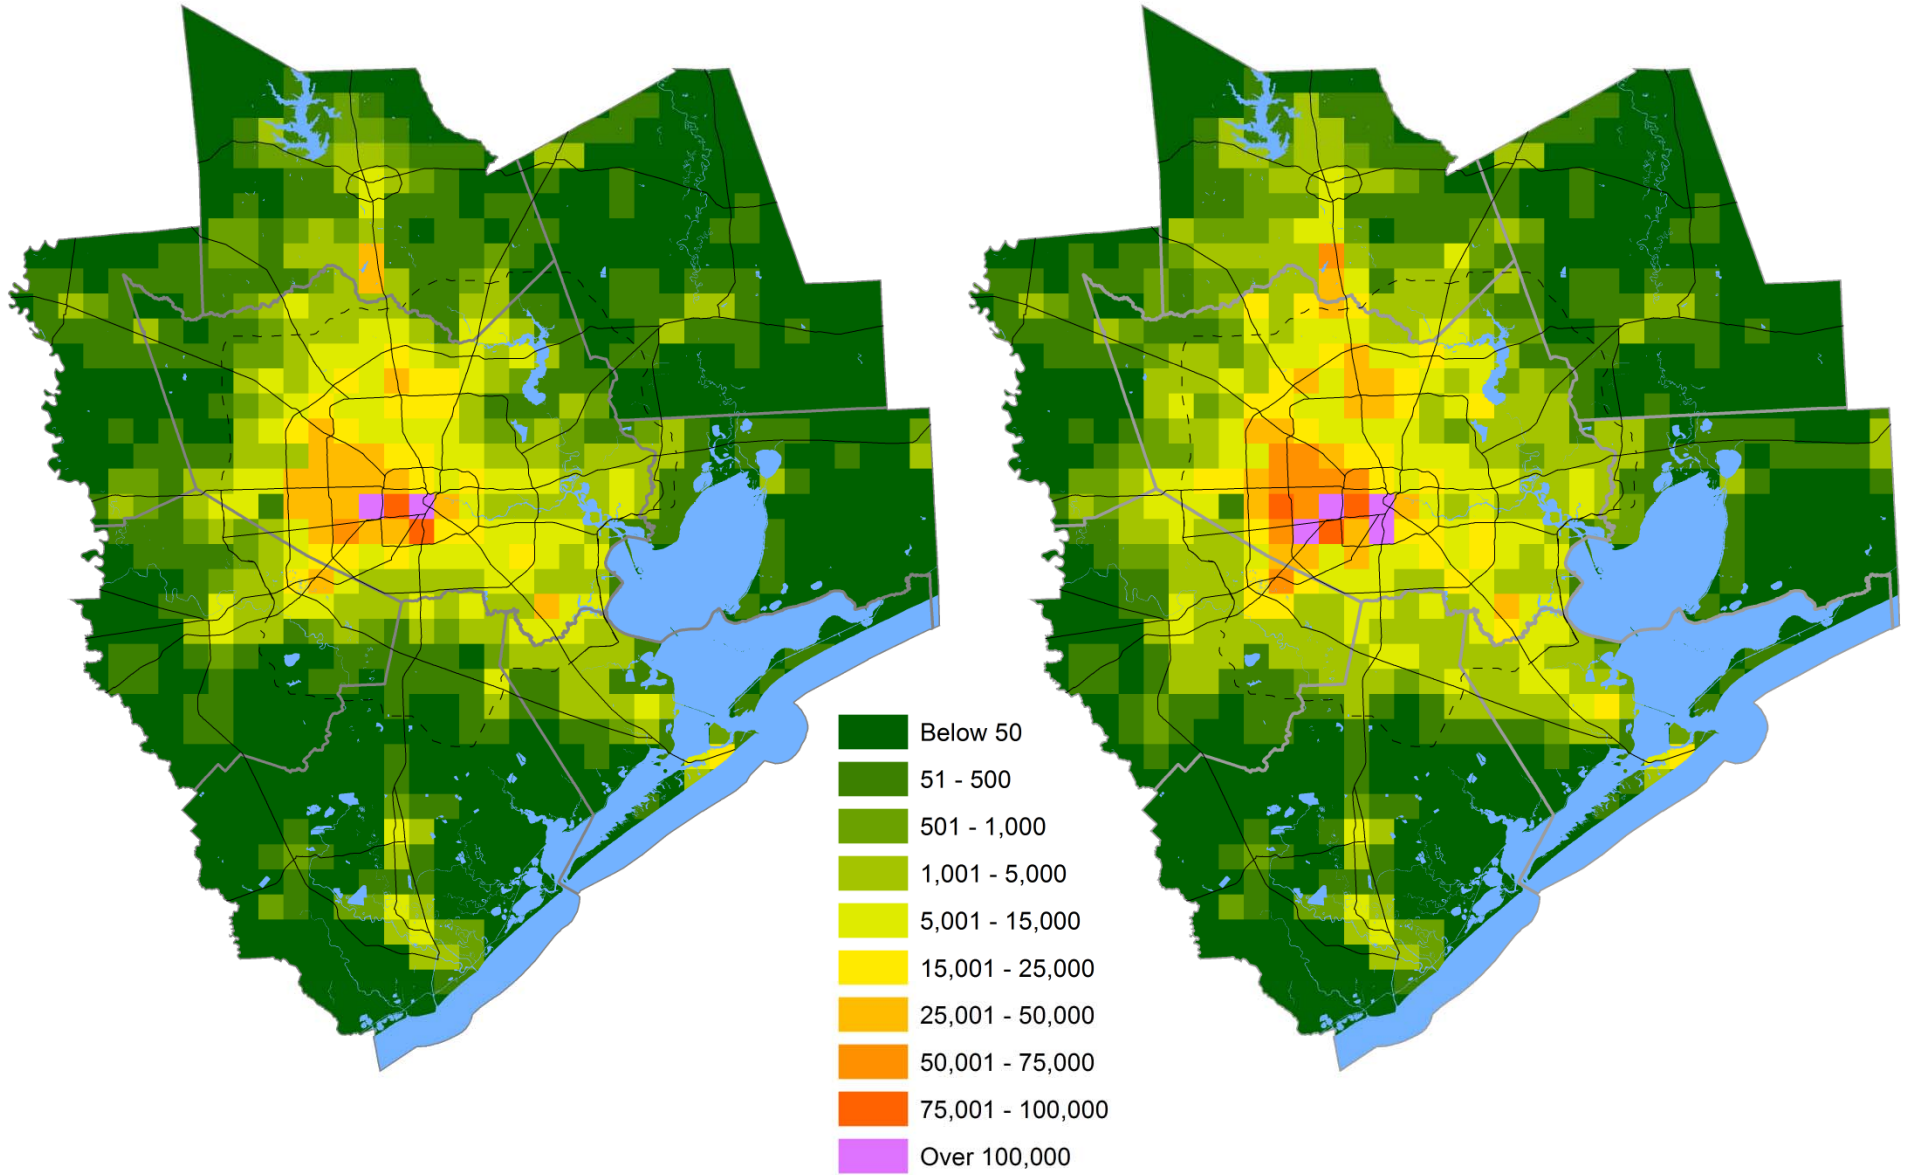 Below 50
51 - 500
501 - 1,000
1,001 - 5,000
5,001 - 15,000
15,001 - 25,000
25,001 - 50,000
50,001 - 75,000
75,001 - 100,000
Over 100,000